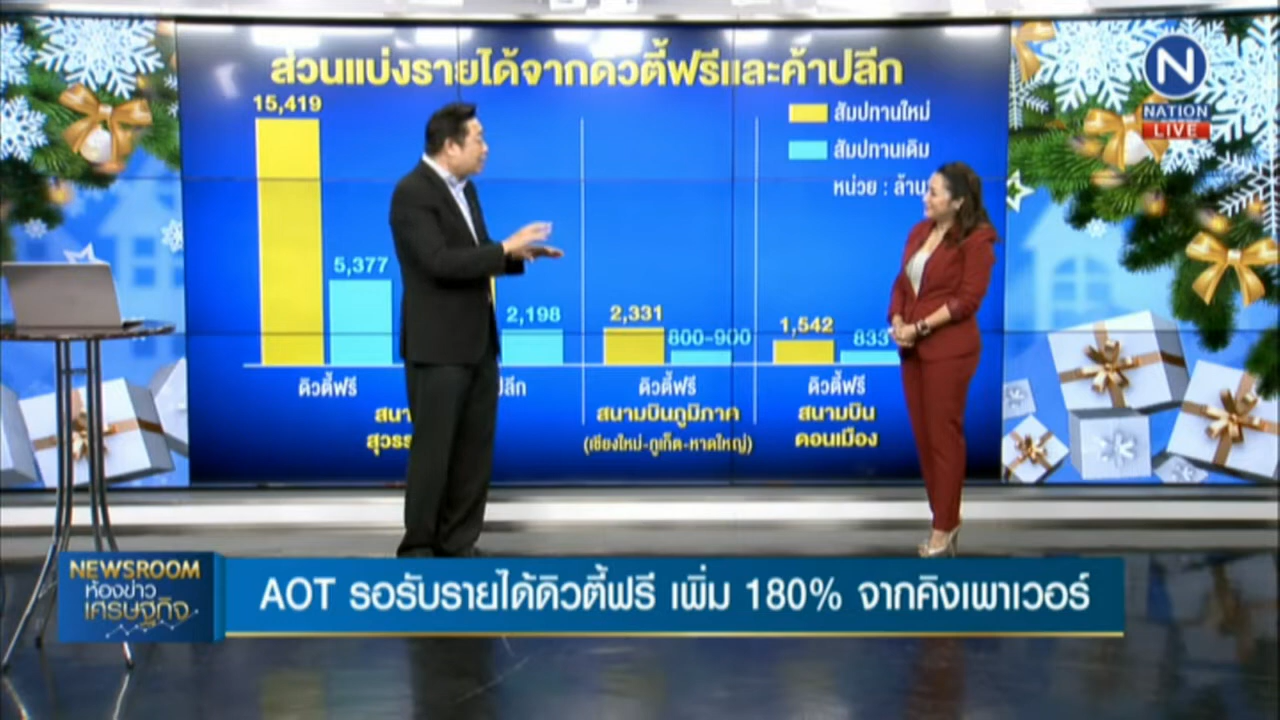 ส่วนแบ่งรายได้จากดิวตี้ฟรีและค้าปลีก
N
NATION
LIVE
สัมปทานใหม่
สัมปทานเดิม
หน่วย : ล้าน
15,419
5,377
2,198
2,331
800-900
1,542
833
ดิวตี้ฟรี
ดิวตี้ฟรี
ดิวตี้ฟรี
สนามบินภูมิภาค
(เชียงใหม่-ภูเก็ต-หาดใหญ่)
สนามบิน
ดอนเมือง
NEWSROOM
ห้องข่าว
เศรษฐกิจ
AOT รอรับรายได้ดิวตี้ฟรี เพิ่ม 180% จากคิงเพาเวอร์